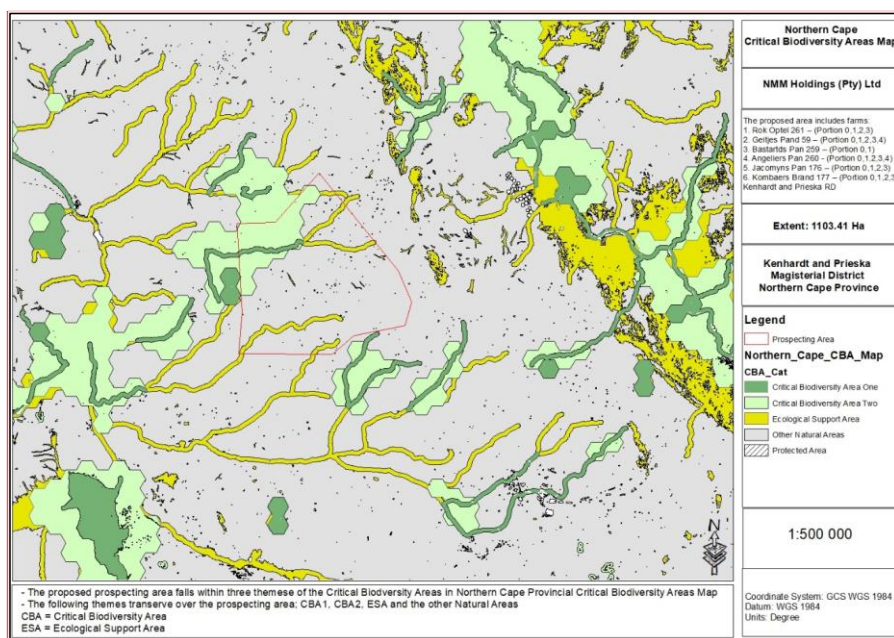 Northern Cape
Critical Biodiversity Areas Map
NMM Holdings (Pty) Ltd
The proposed area includes farms:
1. Rok Optel 261 – (Portion 0,1,2,3)
2. Geitjes Pand 59 – (Portion 0,1,2,3,4)
3. Bastartds Pan 259 – (Portion 0,1)
4. Angeliers Pan 260 - (Portion 0,1,2,3,4)
5. Jacomyns Pan 176 – (Portion 0,1,2,3)
6. Kombaers Brand 177 – (Portion 0,1,2,3
Kenhardt and Prieska RD
Extent: 1103.41 Ha
Kenhardt and Prieska
Magisterial District
Northern Cape Province
Legend
Prospecting Area
Northern_Cape_CBA_Map
CBA_Cat
Critical Biodiversity Area One
Critical Biodiversity Area Two
Ecological Support Area
Other Natural Areas
Protected Area
N
1:500 000
Coordinate System: GCS WGS 1984
Datum: WGS 1984
Units: Degree
- The proposed prospecting area falls within three themese of the Critical Biodiversity Areas in Northern Cape Provincial Critical Biodiversity Areas Map
- The following themes transerve over the prospecting area; CBA1, CBA2, ESA and the other Natural Areas
CBA = Critical Biodiversity Area
ESA = Ecological Support Area